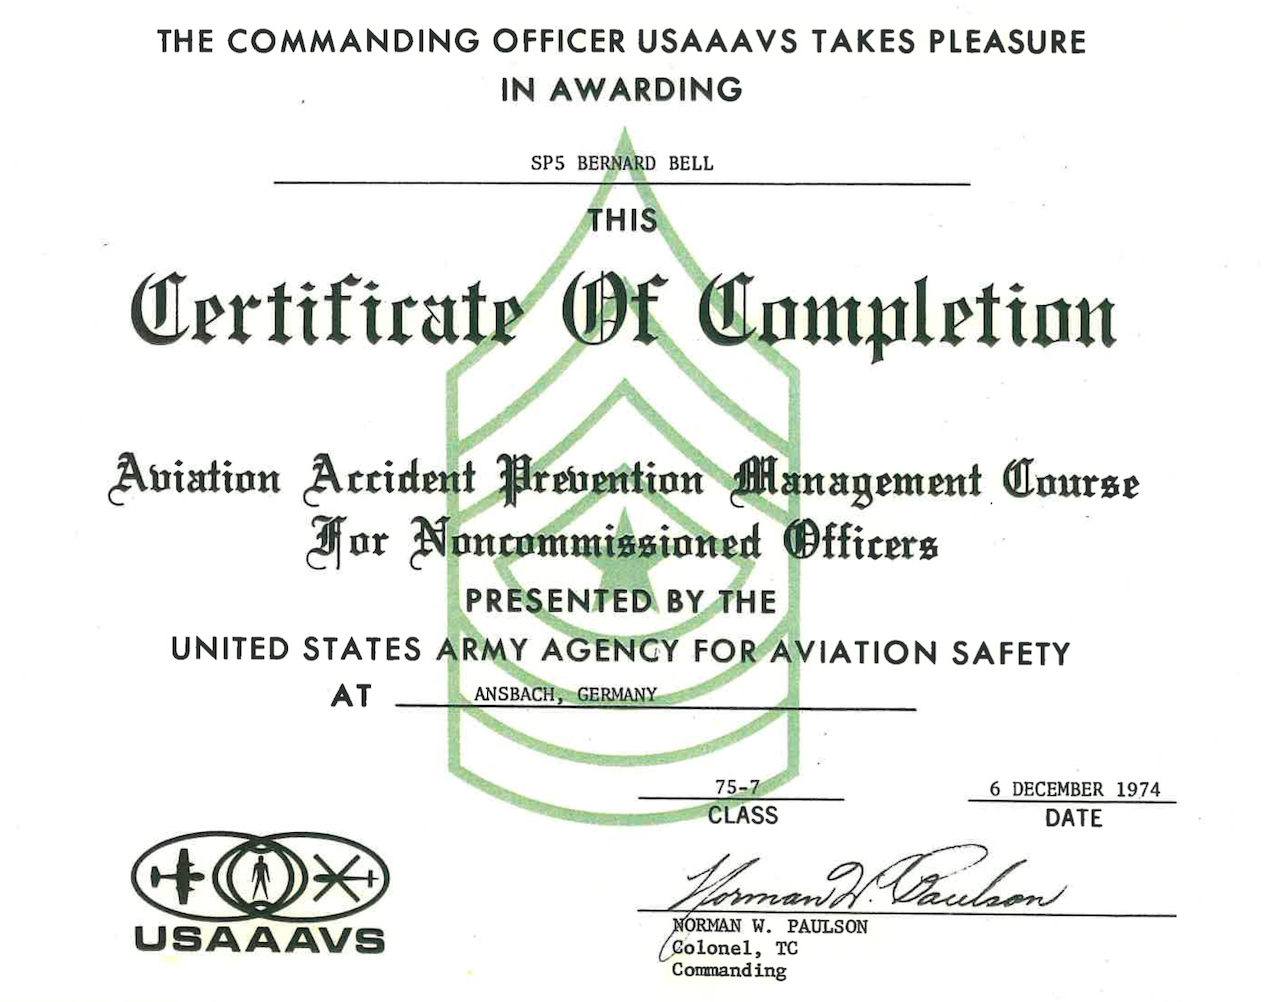 THE COMMANDING OFFICER USAAAVS TAKES PLEASURE
IN AWARDING
SP5 BERNARD BELL
THIS
Certificate Of Completion
Aviation Accident Prevention Management Course
For Noncommissioned Officers
PRESENTED BY THE
UNITED STATES ARMY AGENCY FOR AVIATION SAFETY
AT ANSBACH, GERMANY
75-7 6 DECEMBER 1974
CLASS DATE
Norman W. Paulson
USAAAVS
NORMAN W. PAULSON
Colonel, TC
Commanding